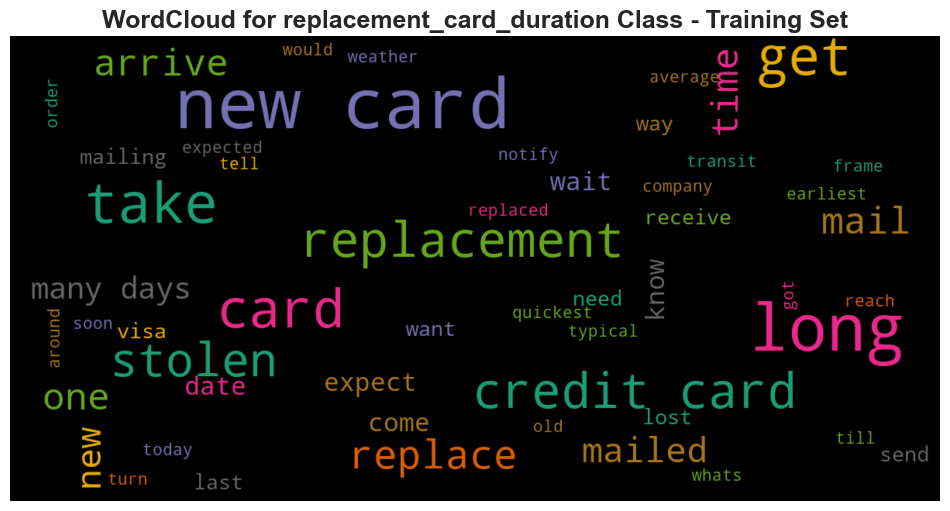 WordCloud for replacement_card_duration Class - Training Set
would
arrive
weather
get
order
new card
average
time
way
mailing
expected
tell
notify
transit
frame
take
wait
company
earliest
replaced
receive
mail
replacement
many days
know
need
got
reach
card
quickest
long
around
soon
visa
want
typical
stolen
date
expect
credit card
one
come
lost
old
new
today
replace
mailed
till
send
turn
last
whats